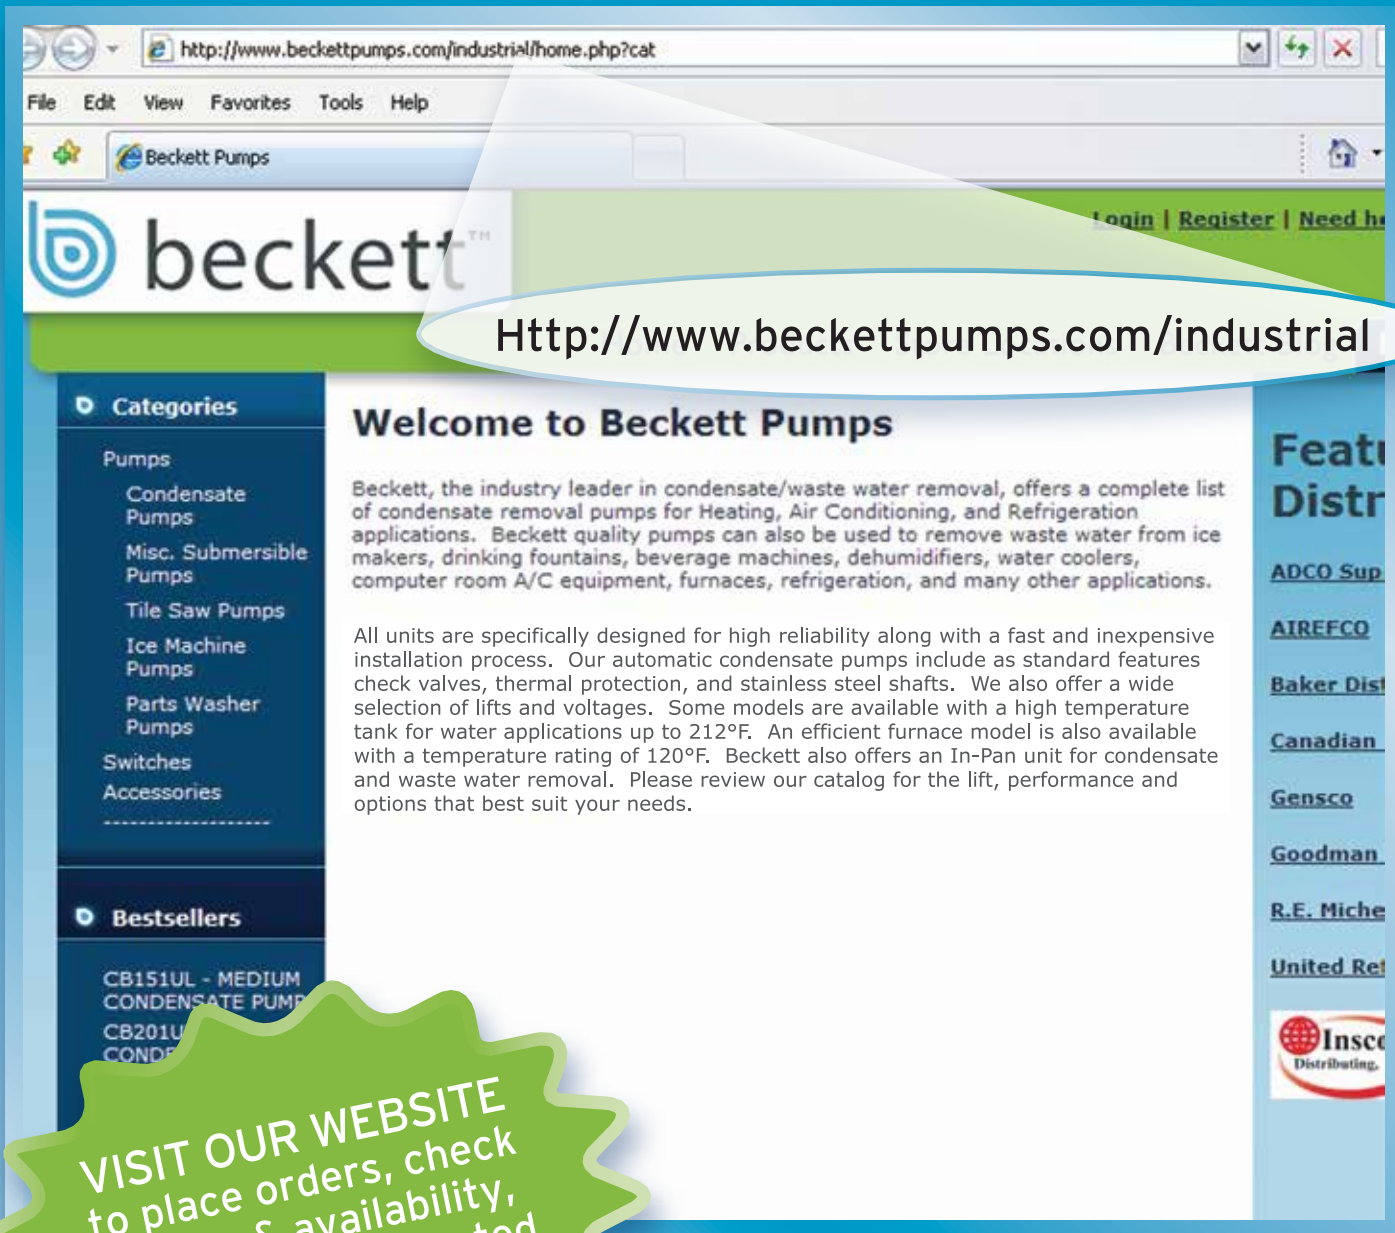 http://www.beckettpumps.com/industrial/home.php?cat
File Edit View Favorites Tools Help
Beckett Pumps
beckett™
Login | Register | Need
Http://www.beckettpumps.com/industrial
Categories
Pumps
Condensate
Pumps
Misc. Submersible
Pumps
Tile Saw Pumps
Ice Machine
Pumps
Parts Washer
Pumps
Switches
Accessories
-------------------
Bestsellers
CB151UL - MEDIUM
CONDENSATE PUMP
CB201U
COND
Welcome to Beckett Pumps
Beckett, the industry leader in condensate/waste water removal, offers a complete list
of condensate removal pumps for Heating, Air Conditioning, and Refrigeration
applications. Beckett quality pumps can also be used to remove waste water from ice
makers, drinking fountains, beverage machines, dehumidifiers, water coolers,
computer room A/C equipment, furnaces, refrigeration, and many other applications.
All units are specifically designed for high reliability along with a fast and inexpensive
installation process. Our automatic condensate pumps include as standard features
check valves, thermal protection, and stainless steel shafts. We also offer a wide
selection of lifts and voltages. Some models are available with a high temperature
tank for water applications up to 212°F. An efficient furnace model is also available
with a temperature rating of 120°F. Beckett also offers an In-Pan unit for condensate
and waste water removal. Please review our catalog for the lift, performance and
options that best suit your needs.
Feat
Distr
ADCO Sup
AIREFCO
Baker Dist
Canadian
Gensco
Goodman
R.E. Miche
United Ref
Insco
Distributing,
VISIT OUR WEBSITE
to place orders, check
& availability,